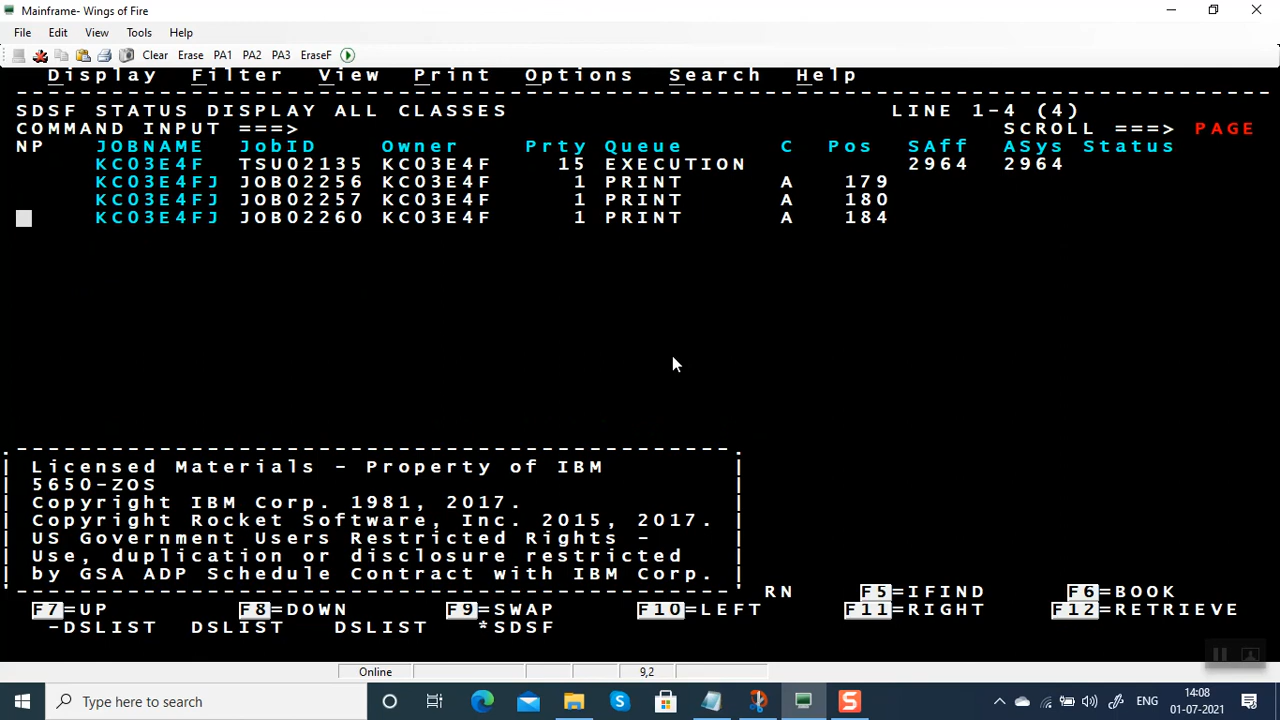 Mainframe- Wings of Fire
File Edit View Tools Help
Clear Erase PA1 PA2 PA3 EraseF
Display Filter View Print Options Search Help
SDSF STATUS DISPLAY ALL CLASSES LINE 1-4 (4)
COMMAND INPUT ===> SCROLL ===> PAGE
NP JOBNAME JobID Owner Prty Queue C Pos SAff ASys Status
KC03E4F TSU02135 KC03E4F 15 EXECUTION 2964 2964
KC03E4FJ JOB02256 KC03E4F 1 PRINT A 179
KC03E4FJ JOB02257 KC03E4F 1 PRINT A 180
KC03E4FJ JOB02260 KC03E4F 1 PRINT A 184
Licensed Materials - Property of IBM
5650-ZOS
Copyright IBM Corp. 1981, 2017.
Copyright Rocket Software, Inc. 2015, 2017.
US Government Users Restricted Rights -
Use, duplication or disclosure restricted
by GSA ADP Schedule Contract with IBM Corp.
RN F5=IFIND F6=BOOK
F7=UP F8=DOWN F9=SWAP F10=LEFT F11=RIGHT F12=RETRIEVE
-DSLIST DSLIST DSLIST *SDSF
Online 9,2
Type here to search
ENG
14:08
01-07-2021